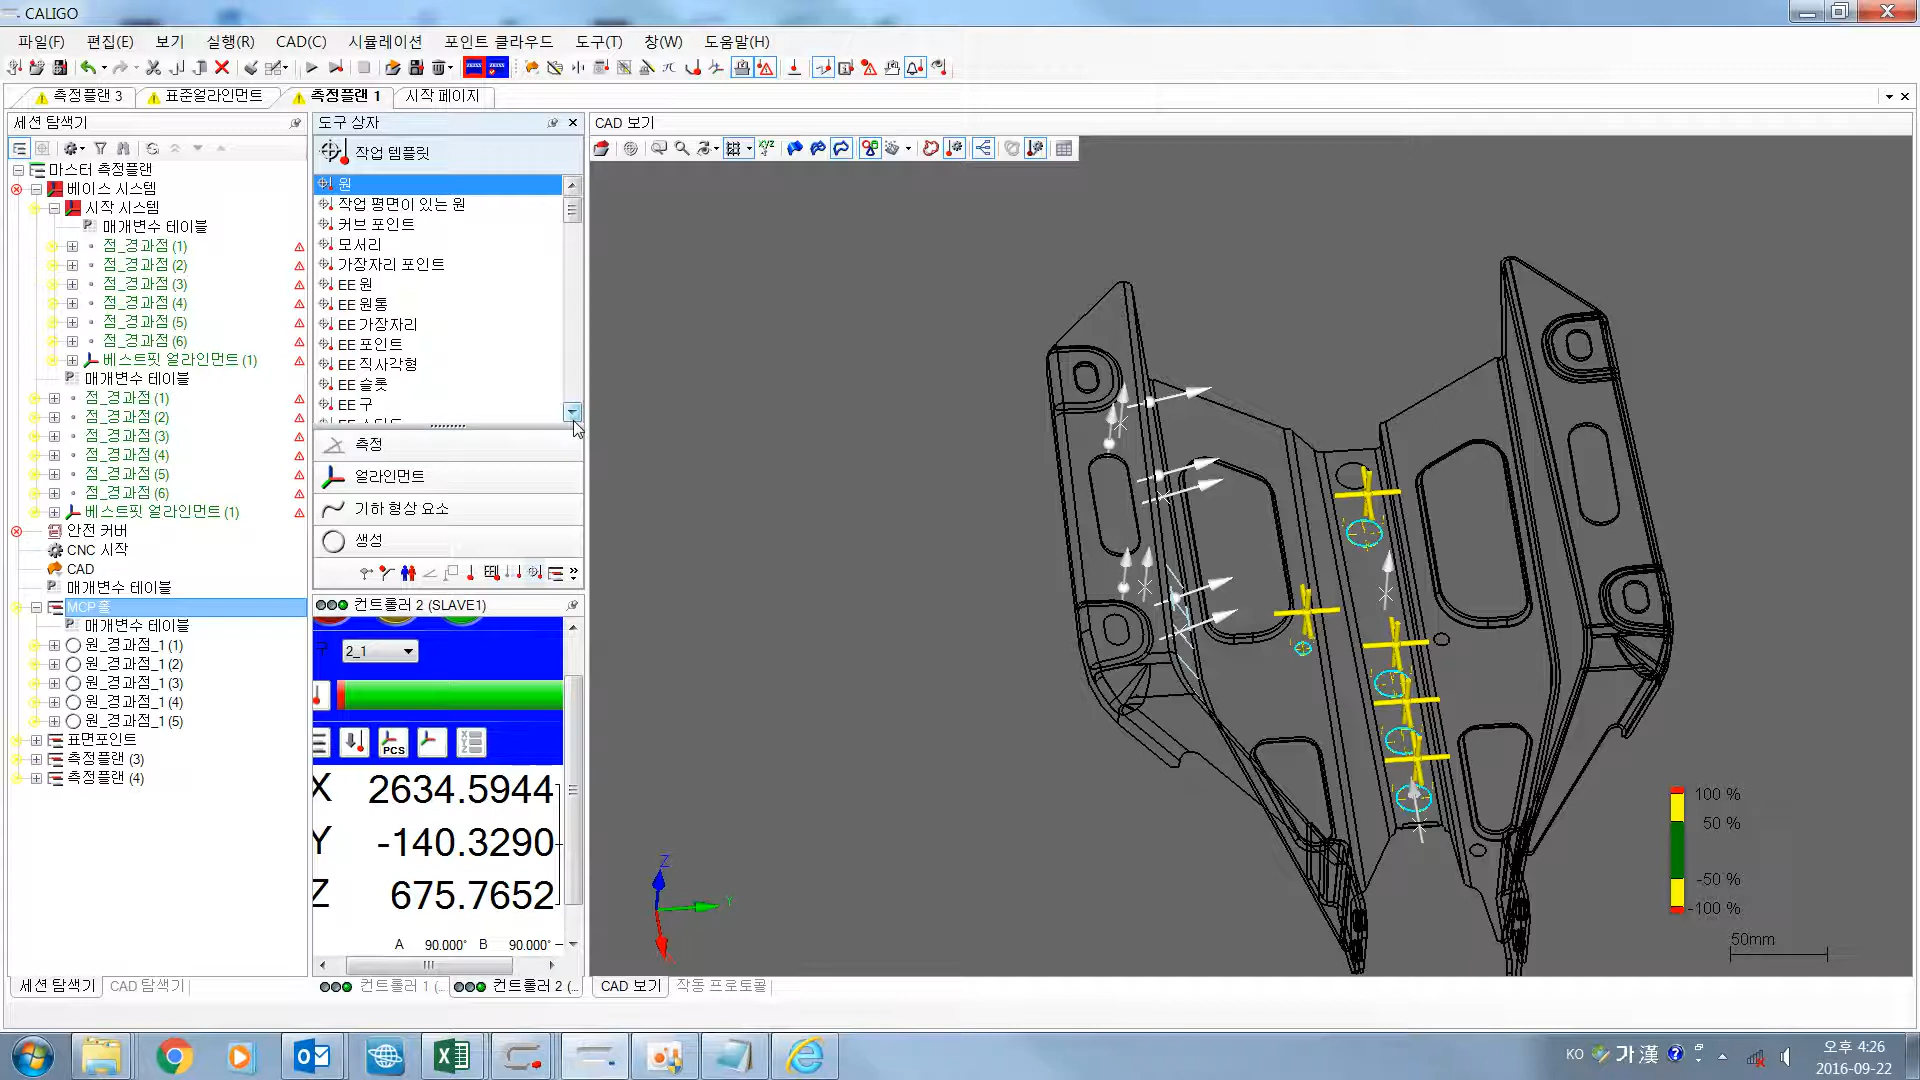 CALIGO
파일(F) 편집(E) 보기 실행(R) CAD(C) 시뮬레이션 포인트 클라우드 도구(T) 창(W) 도움말(H)
측정플랜 3 표준얼라인먼트 측정플랜 1 시작 페이지
세션 탐색기
마스터 측정플랜
베이스 시스템
시작 시스템
매개변수 테이블
점_경과점 (1)
점_경과점 (2)
점_경과점 (3)
점_경과점 (4)
점_경과점 (5)
점_경과점 (6)
베스트핏 얼라인먼트 (1)
매개변수 테이블
점_경과점 (1)
점_경과점 (2)
점_경과점 (3)
점_경과점 (4)
점_경과점 (5)
점_경과점 (6)
베스트핏 얼라인먼트 (1)
안전 커버
CNC 시작
CAD
매개변수 테이블
MCP홀
매개변수 테이블
원_경과점_1 (1)
원_경과점_1 (2)
원_경과점_1 (3)
원_경과점_1 (4)
원_경과점_1 (5)
표면포인트
측정플랜 (3)
측정플랜 (4)
세션 탐색기 CAD 탐색기
도구 상자
작업 템플릿
원
작업 평면이 있는 원
커브 포인트
모서리
가장자리 포인트
EE 원
EE 원통
EE 가장자리
EE 포인트
EE 직사각형
EE 슬롯
EE 구
측정
얼라인먼트
기하 형상 요소
생성
컨트롤러 2 (SLAVE1)
2_1
PCS
X 2634.5944
Y -140.3290
Z 675.7652
A 90.000° B 90.000°
컨트롤러 1 (... 컨트롤러 2 (...
CAD 보기
Z
Y
X
100 %
50 %
-50 %
-100 %
50mm
CAD 보기 작동 프로토콜
KO 가 漢
오후 4:26
2016-09-22